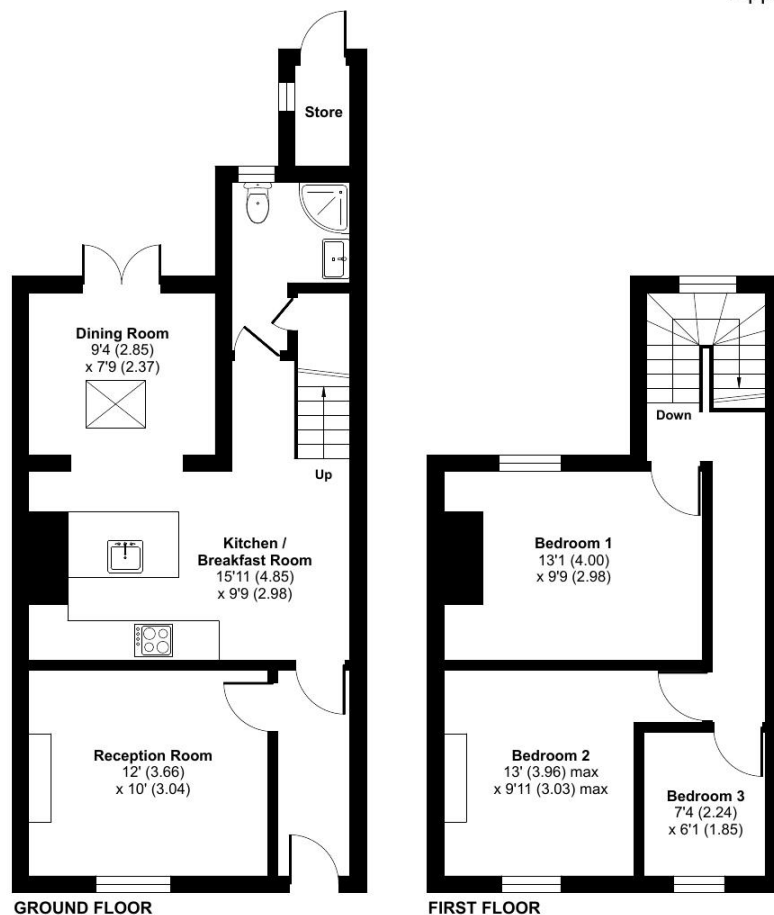 Store
Dining Room
9'4 (2.85)
x 7'9 (2.37)
Up
Kitchen /
Breakfast Room
15'11 (4.85)
x 9'9 (2.98)
Reception Room
12' (3.66)
x 10' (3.04)
GROUND FLOOR
Down
Bedroom 1
13'1 (4.00)
x 9'9 (2.98)
Bedroom 2
13' (3.96) max
x 9'11 (3.03) max
Bedroom 3
7'4 (2.24)
x 6'1 (1.85)
FIRST FLOOR